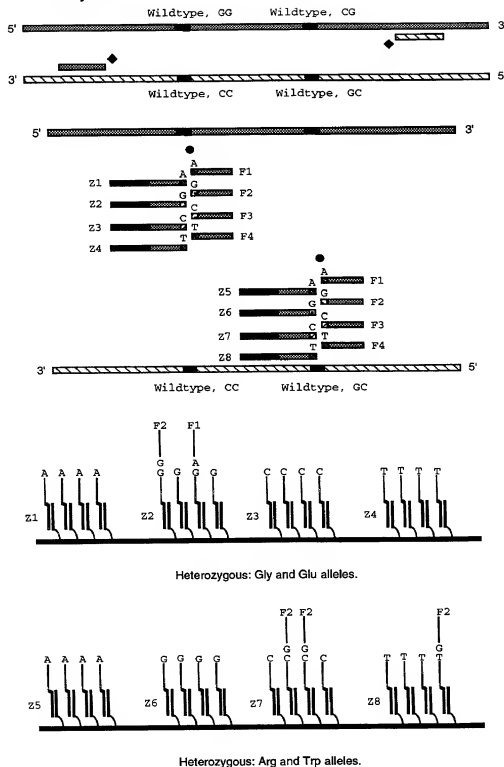 Wildtype, GG Wildtype, CG
5' 3'
3' 5'
Wildtype, CC Wildtype, GC
5' 3'
A
A F1
Z1 G
G F2
Z2 C
C F3
Z3 T
T F4
Z4
A
A F1
Z5 G
G F2
Z6 C
C F3
Z7 T
T F4
Z8
3' 5'
Wildtype, CC Wildtype, GC
F2 F1
G A
A A A A G G G G C C C C T T T T
Z1 Z2 Z3 Z4
Heterozygous: Gly and Glu alleles.
F2 F2 F2
G G G
A A A A G G G G C C C C T T T T
Z5 Z6 Z7 Z8
Heterozygous: Arg and Trp alleles.